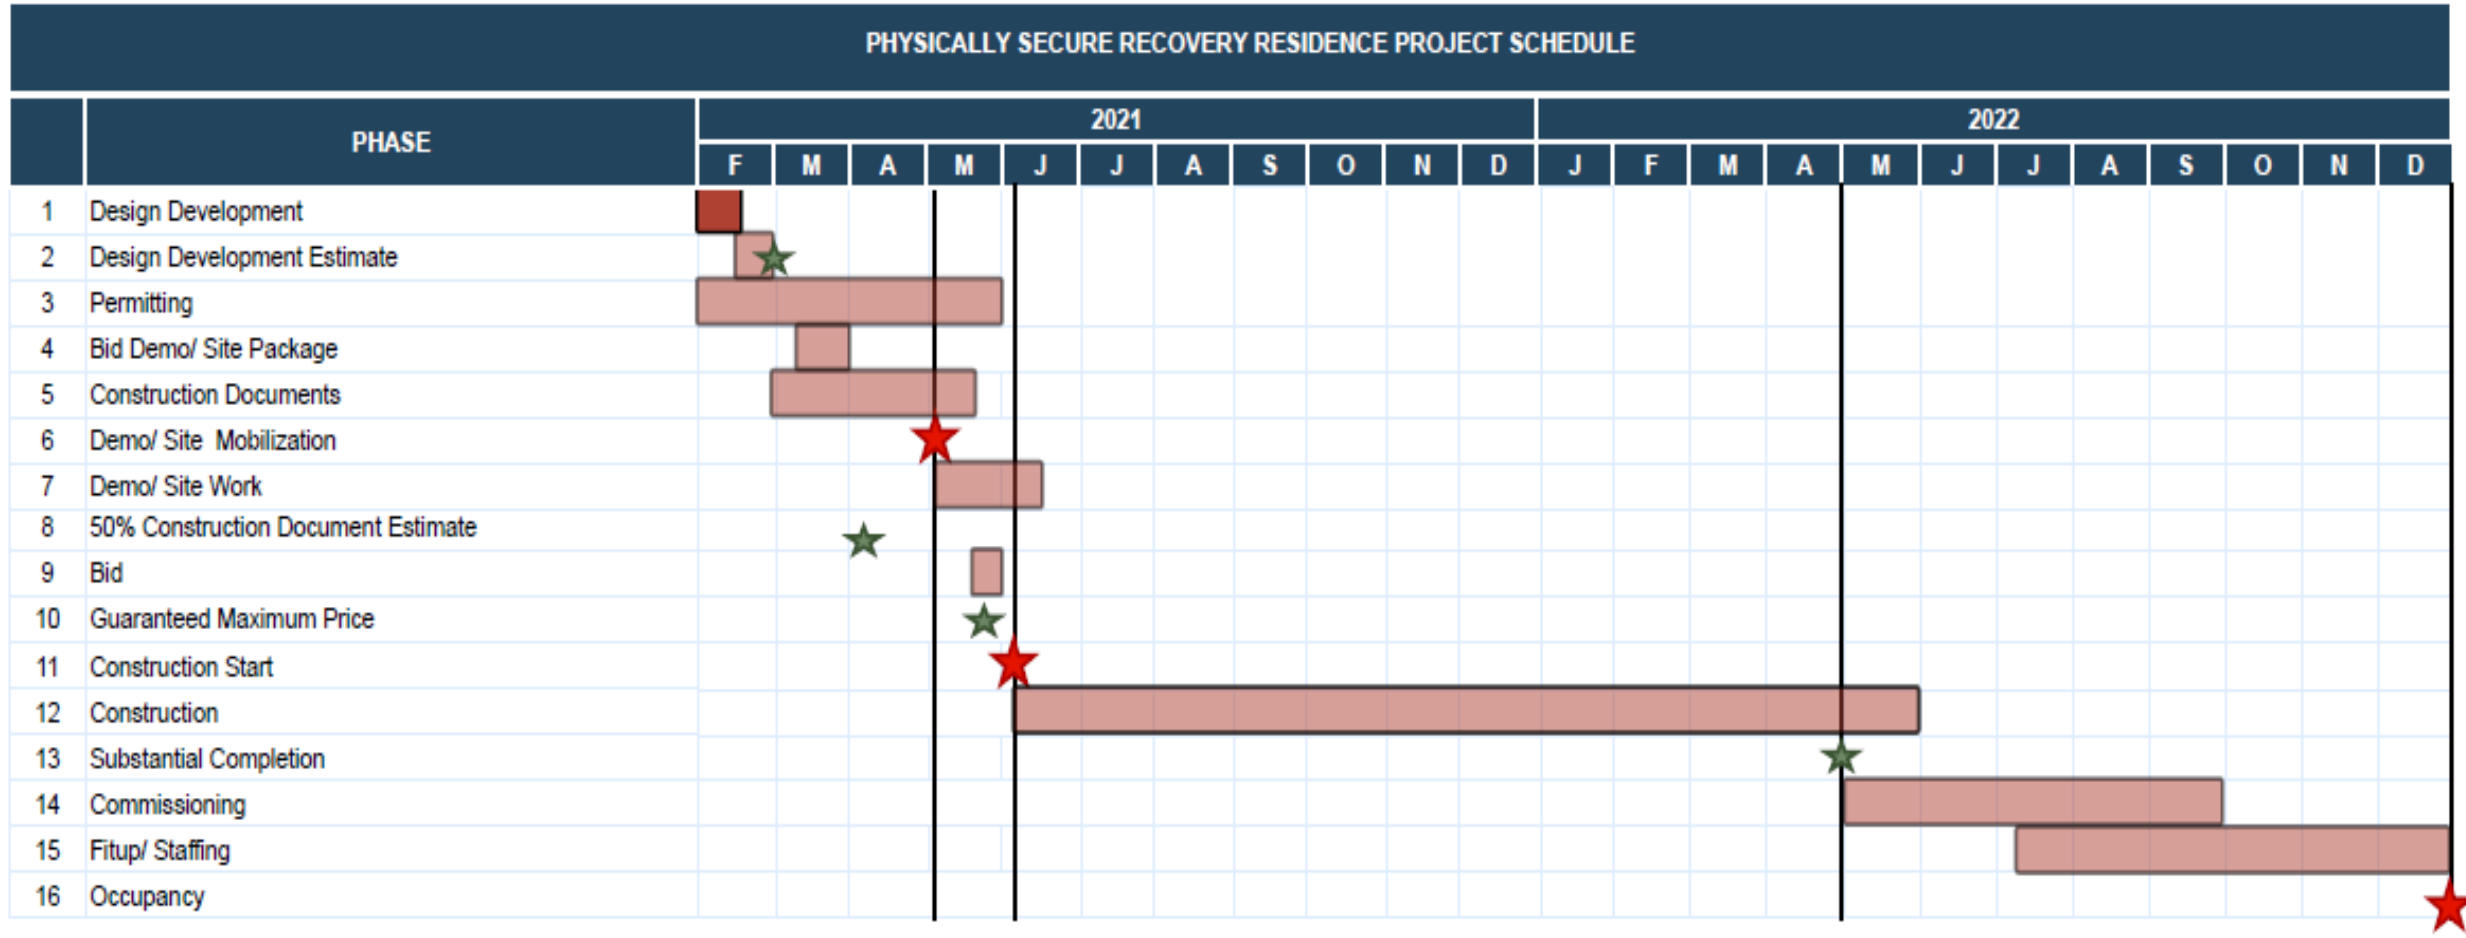 PHYSICALLY SECURE RECOVERY RESIDENCE PROJECT SCHEDULE
PHASE 2021 2022
F M A M J J A S O N D J F M A M J J A S O N D
1 Design Development
2 Design Development Estimate
3 Permitting
4 Bid Demo/ Site Package
5 Construction Documents
6 Demo/ Site Mobilization
7 Demo/ Site Work
8 50% Construction Document Estimate
9 Bid
10 Guaranteed Maximum Price
11 Construction Start
12 Construction
13 Substantial Completion
14 Commissioning
15 Fitup/ Staffing
16 Occupancy